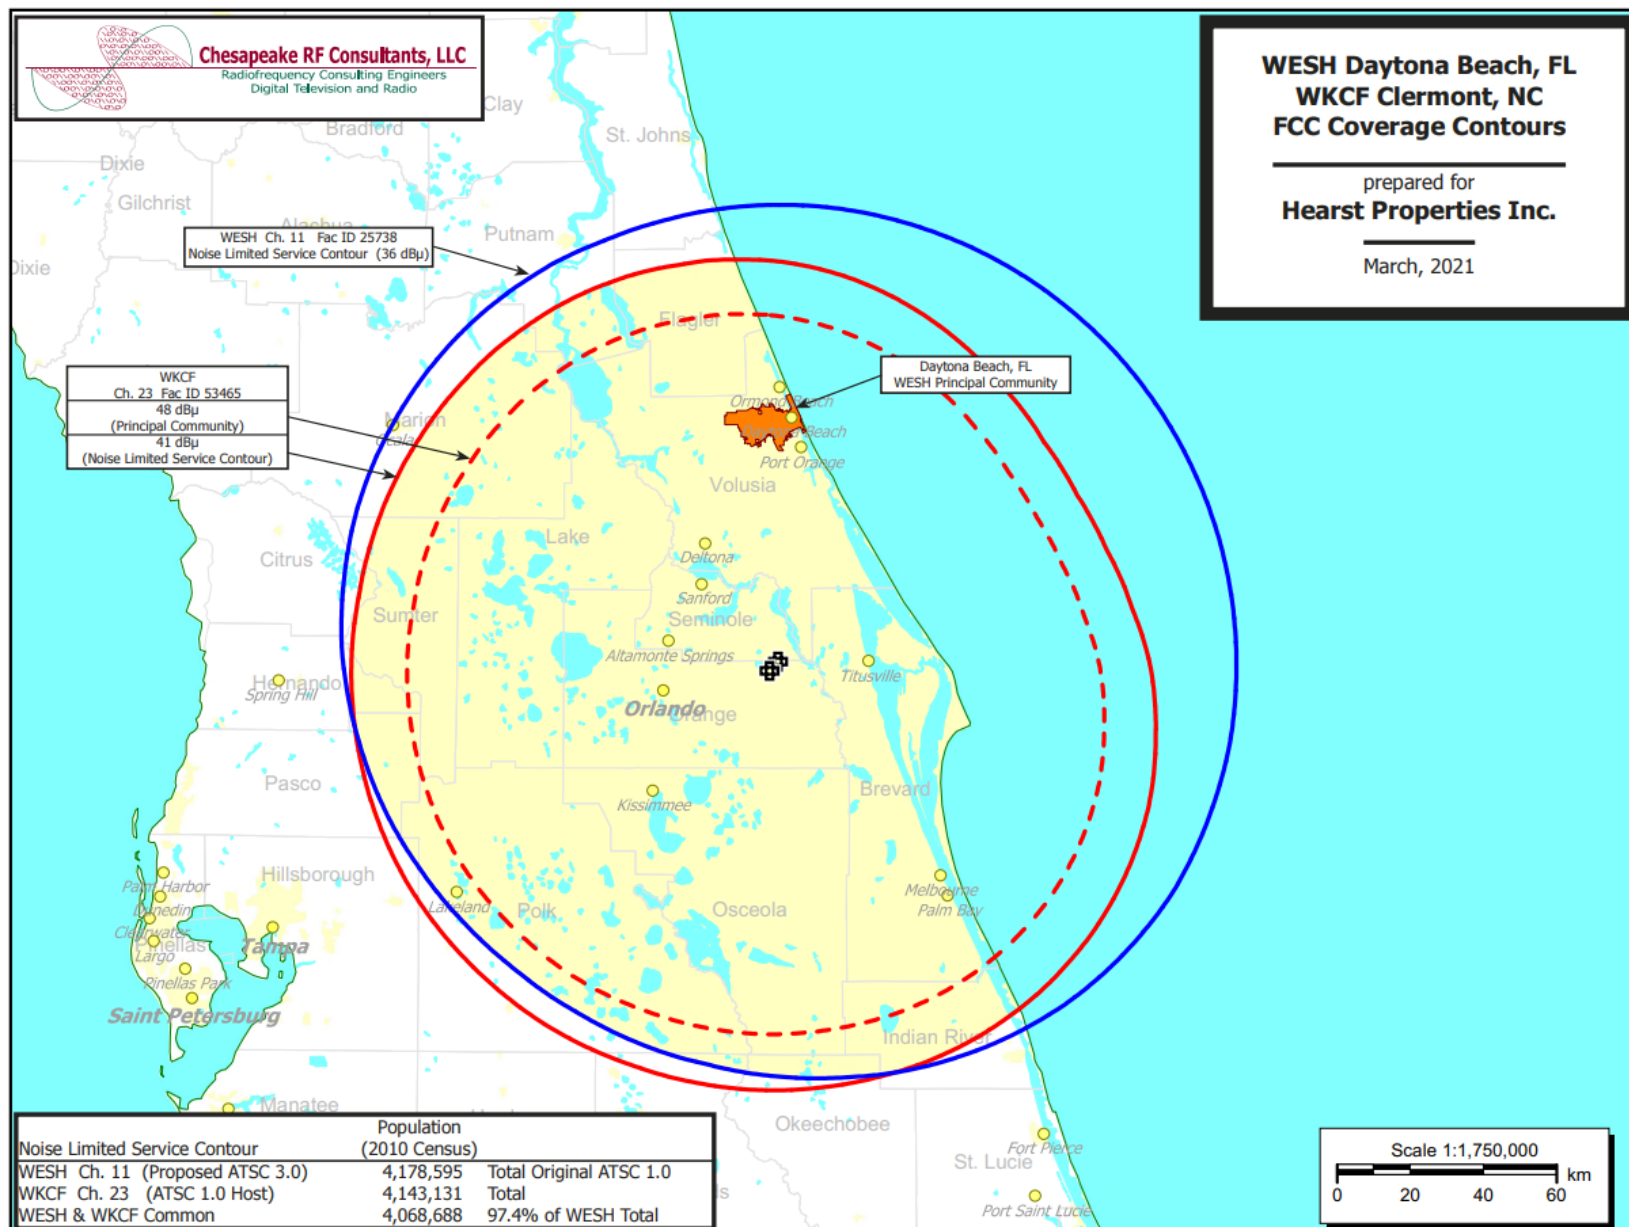 Chesapeake RF Consultants, LLC
Radiofrequency Consulting Engineers
Digital Television and Radio
WESH Daytona Beach, FL
WKCF Clermont, NC
FCC Coverage Contours
prepared for
Hearst Properties Inc.
March, 2021
Clay
Bradford
St. Johns
Dixie
Gilchrist
Alachua
Putnam
Dixie
WESH Ch. 11 Fac ID 25738
Noise Limited Service Contour (36 dBµ)
Flagler
WKCF
Ch. 23 Fac ID 53465
48 dBµ
(Principal Community)
41 dBµ
(Noise Limited Service Contour)
Daytona Beach, FL
WESH Principal Community
Marion
Ocala
Ormond Beach
Daytona Beach
Port Orange
Volusia
Lake
Citrus
Deltona
Sanford
Seminole
Sumter
Altamonte Springs
Titusville
Hernando
Spring Hill
Orlando
Orange
Pasco
Kissimmee
Brevard
Hillsborough
Palm Harbor
Dunedin
Clearwater
Pinellas
Largo
Tampa
Pinellas Park
Saint Petersburg
Lakeland
Polk
Osceola
Melbourne
Palm Bay
Indian River
Manatee
Okeechobee
Fort Pierce
St. Lucie
Port Saint Lucie
Population
Noise Limited Service Contour (2010 Census)
WESH Ch. 11 (Proposed ATSC 3.0) 4,178,595 Total Original ATSC 1.0
WKCF Ch. 23 (ATSC 1.0 Host) 4,143,131 Total
WESH & WKCF Common 4,068,688 97.4% of WESH Total
Scale 1:1,750,000
km
0 20 40 60